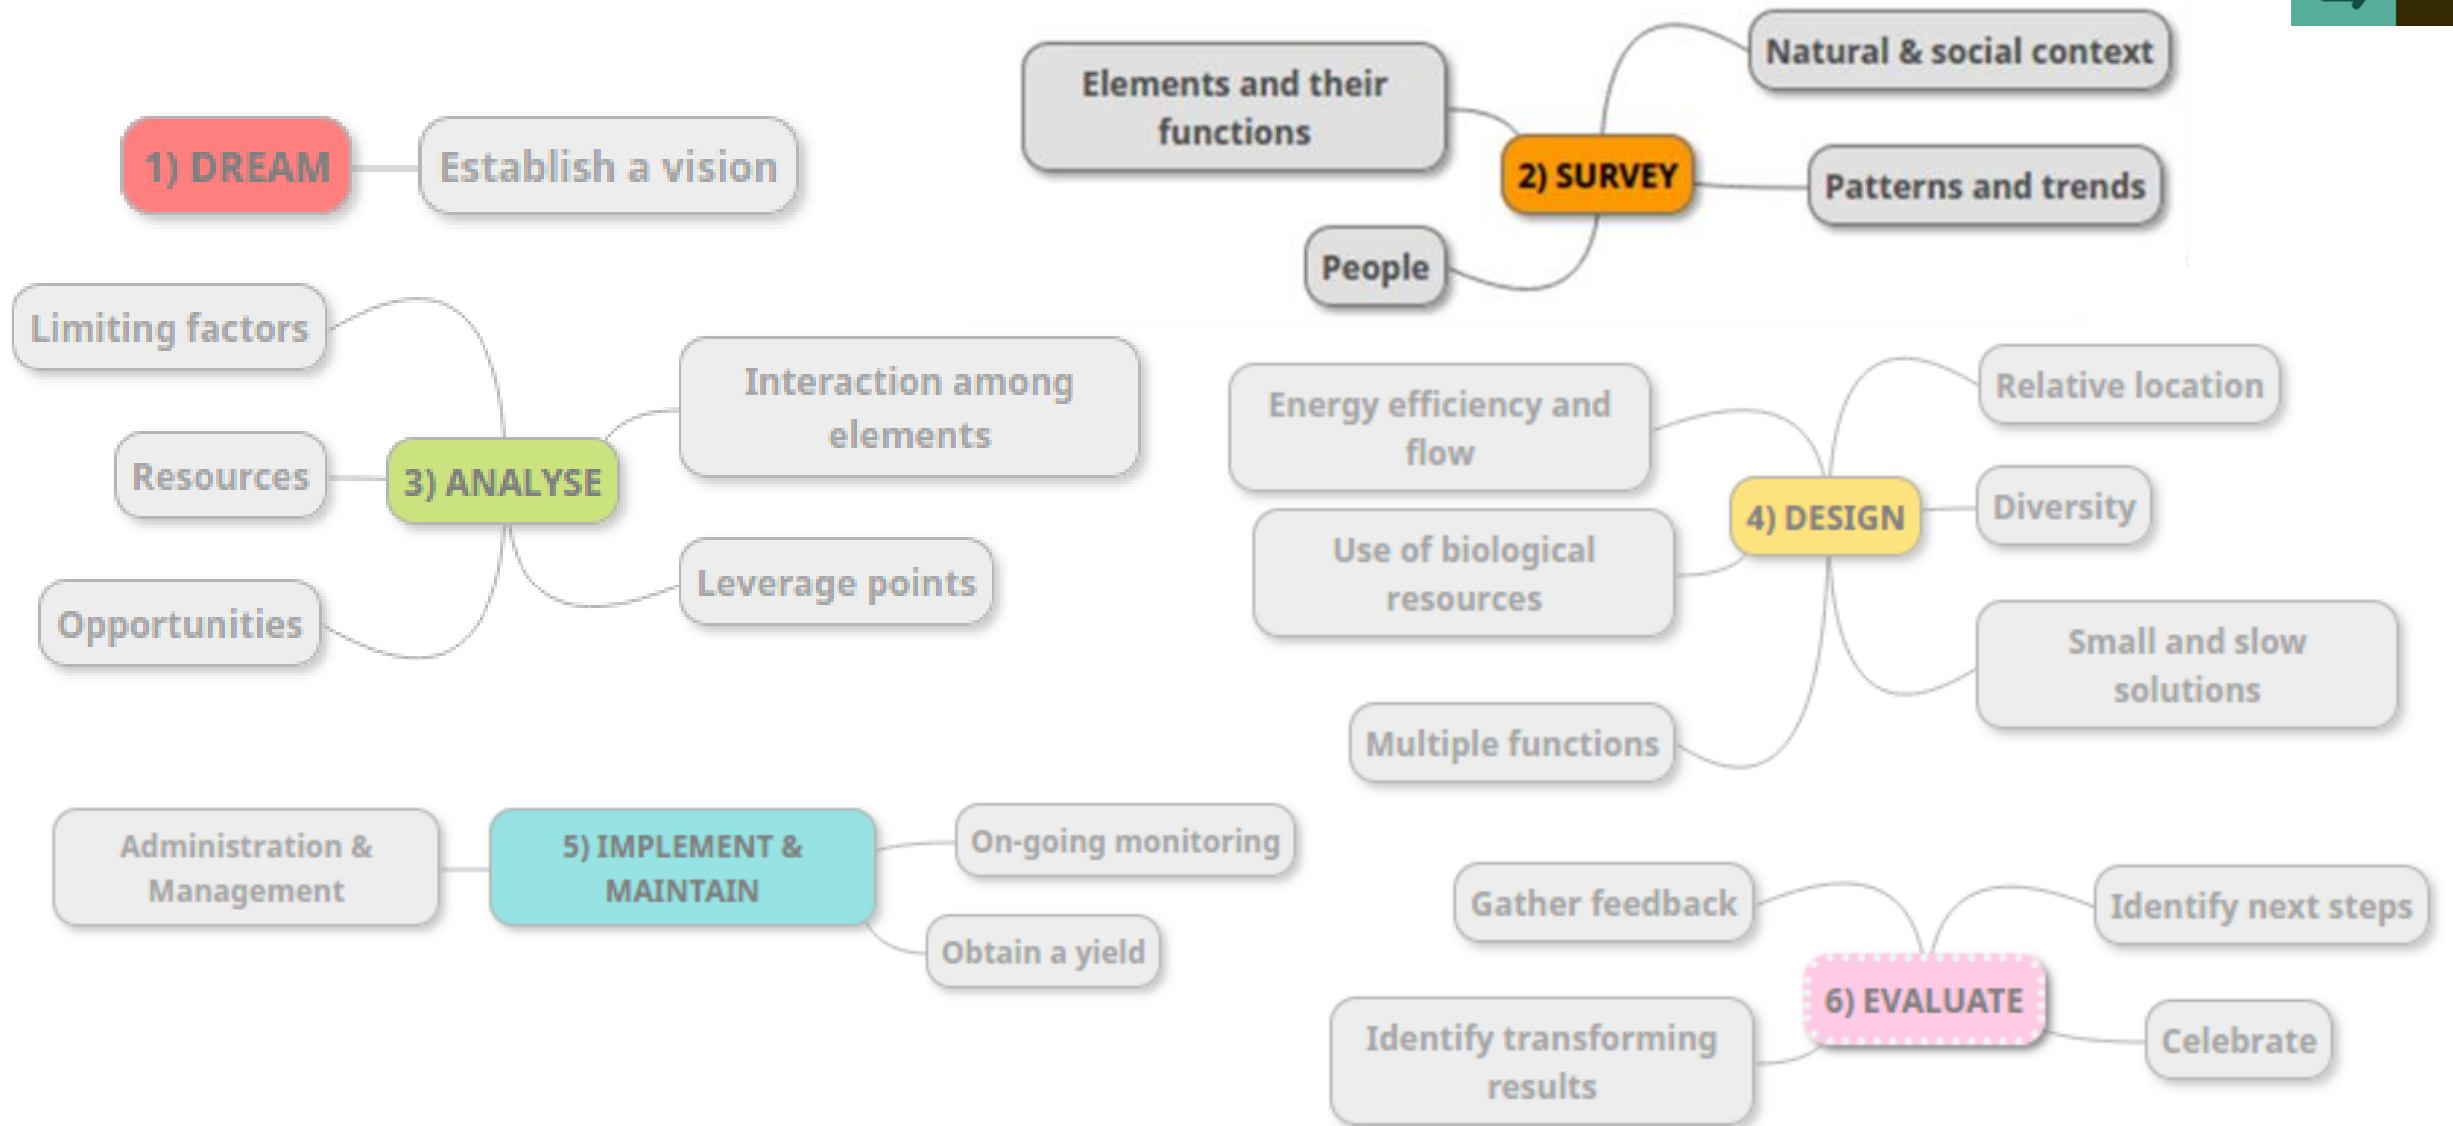 1) DREAM
Establish a vision
Elements and their
functions
Natural & social context
2) SURVEY
Patterns and trends
People
Limiting factors
Interaction among
elements
Resources
3) ANALYSE
Leverage points
Opportunities
Energy efficiency and
flow
Relative location
4) DESIGN
Diversity
Use of biological
resources
Small and slow
solutions
Multiple functions
Administration &
Management
5) IMPLEMENT &
MAINTAIN
On-going monitoring
Obtain a yield
Gather feedback
Identify next steps
6) EVALUATE
Identify transforming
results
Celebrate